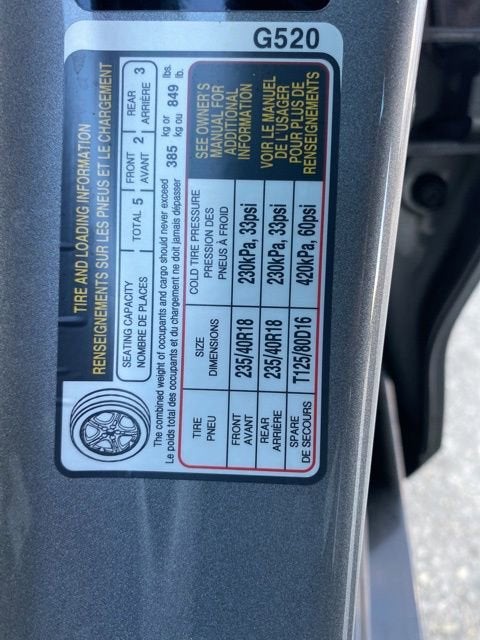 TIRE AND LOADING INFORMATION
RENSEIGNEMENTS SUR LES PNEUS ET LE CHARGEMENT
SEATING CAPACITY
NOMBRE DE PLACES
TOTAL 5
FRONT
AVANT 2
REAR
ARRIÈRE 3
The combined weight of occupants and cargo should never exceed 385 kg or 849 lbs.
Le poids total des occupants et du chargement ne doit jamais dépasser kg ou lb.
TIRE
PNEU
SIZE
DIMENSIONS
COLD TIRE PRESSURE
PRESSION DES
PNEUS À FROID
FRONT
AVANT
235/40R18
230kPa, 33psi
REAR
ARRIÈRE
235/40R18
230kPa, 33psi
SPARE
DE SECOURS
T125/80D16
420kPa, 60psi
SEE OWNER'S
MANUAL FOR
ADDITIONAL
INFORMATION
VOIR LE MANUEL
DE L'USAGER
POUR PLUS DE
RENSEIGNEMENTS
G520